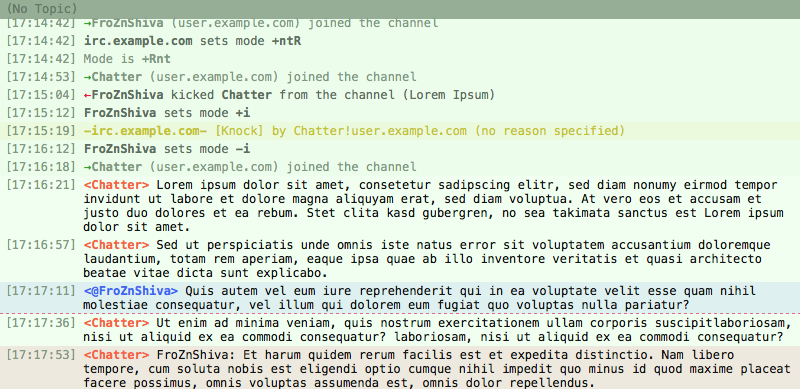 (No Topic)
[17:14:42] →FroZnShiva (user.example.com) joined the channel
[17:14:42] irc.example.com sets mode +ntR
[17:14:42] Mode is +Rnt
[17:14:53] →Chatter (user.example.com) joined the channel
[17:15:04] ←FroZnShiva kicked Chatter from the channel (Lorem Ipsum)
[17:15:12] FroZnShiva sets mode +i
[17:15:19] -irc.example.com- [Knock] by Chatter!user.example.com (no reason specified)
[17:16:12] FroZnShiva sets mode -i
[17:16:18] →Chatter (user.example.com) joined the channel
[17:16:21] <Chatter> Lorem ipsum dolor sit amet, consetetur sadipscing elitr, sed diam nonumy eirmod tempor
invidunt ut labore et dolore magna aliquyam erat, sed diam voluptua. At vero eos et accusam et
justo duo dolores et ea rebum. Stet clita kasd gubergren, no sea takimata sanctus est Lorem ipsum
dolor sit amet.
[17:16:57] <Chatter> Sed ut perspiciatis unde omnis iste natus error sit voluptatem accusantium doloremque
laudantium, totam rem aperiam, eaque ipsa quae ab illo inventore veritatis et quasi architecto
beatae vitae dicta sunt explicabo.
[17:17:11] <@FroZnShiva> Quis autem vel eum iure reprehenderit qui in ea voluptate velit esse quam nihil
molestiae consequatur, vel illum qui dolorem eum fugiat quo voluptas nulla pariatur?
[17:17:36] <Chatter> Ut enim ad minima veniam, quis nostrum exercitationem ullam corporis suscipitlaboriosam,
nisi ut aliquid ex ea commodi consequatur? laboriosam, nisi ut aliquid ex ea commodi consequatur?
[17:17:53] <Chatter> FroZnShiva: Et harum quidem rerum facilis est et expedita distinctio. Nam libero
tempore, cum soluta nobis est eligendi optio cumque nihil impedit quo minus id quod maxime placeat
facere possimus, omnis voluptas assumenda est, omnis dolor repellendus.